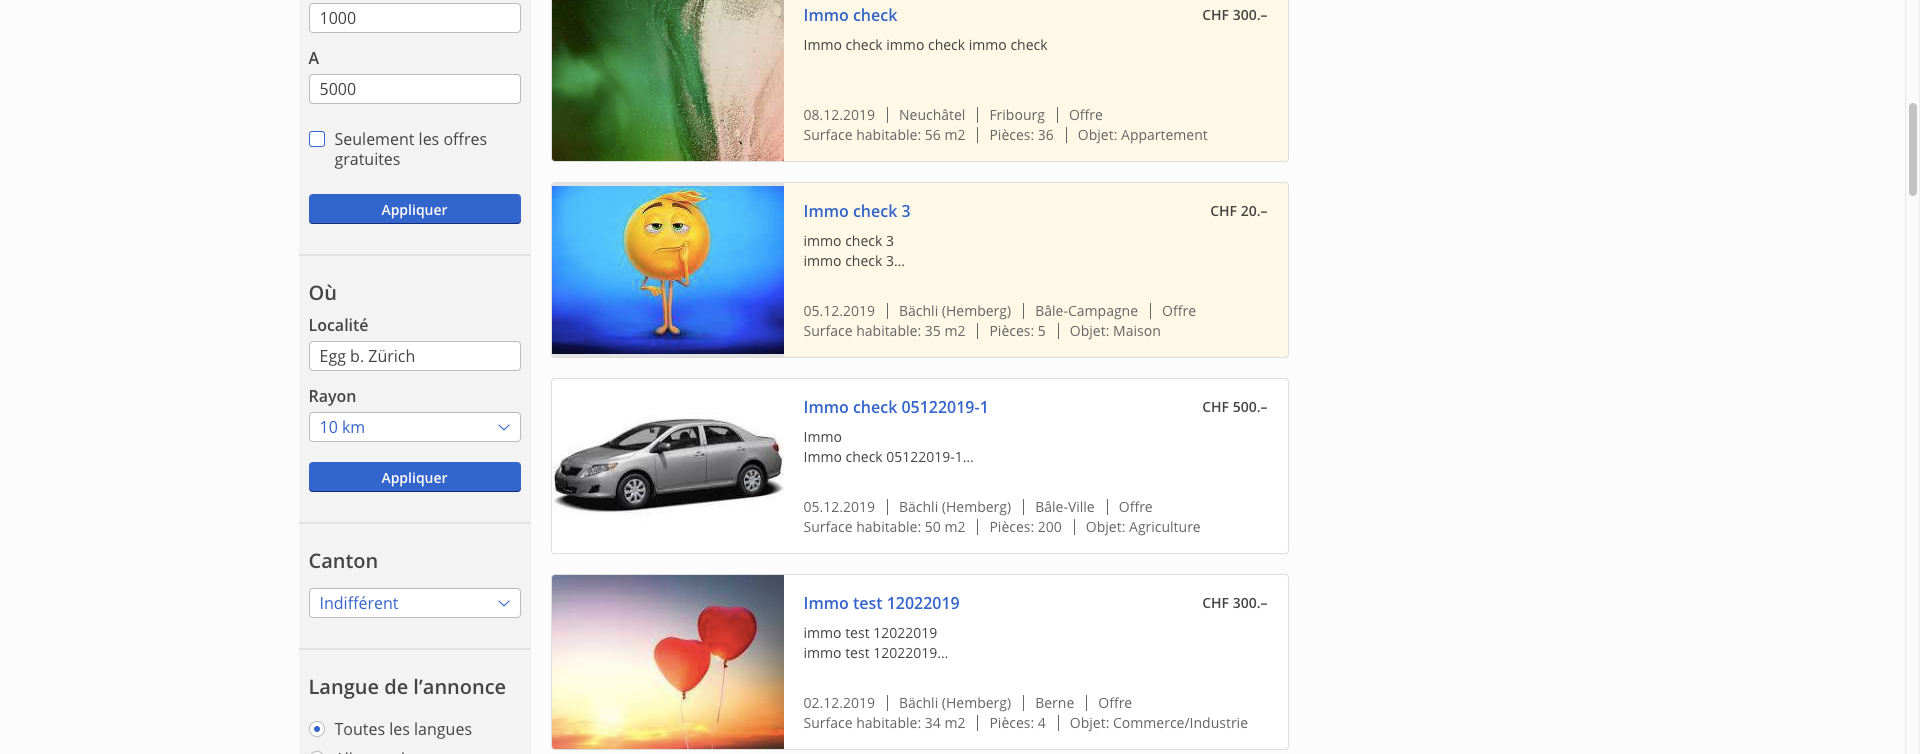 1000
A
5000
Seulement les offres
gratuites
Appliquer
Où
Localité
Egg b. Zürich
Rayon
10 km
Appliquer
Canton
Indifférent
Langue de l’annonce
Toutes les langues
Immo check
CHF 300.–
Immo check immo check immo check
08.12.2019 | Neuchâtel | Fribourg | Offre
Surface habitable: 56 m2 | Pièces: 36 | Objet: Appartement
Immo check 3
CHF 20.–
immo check 3
immo check 3...
05.12.2019 | Bächli (Hemberg) | Bâle-Campagne | Offre
Surface habitable: 35 m2 | Pièces: 5 | Objet: Maison
Immo check 05122019-1
CHF 500.–
Immo
Immo check 05122019-1...
05.12.2019 | Bächli (Hemberg) | Bâle-Ville | Offre
Surface habitable: 50 m2 | Pièces: 200 | Objet: Agriculture
Immo test 12022019
CHF 300.–
immo test 12022019
immo test 12022019...
02.12.2019 | Bächli (Hemberg) | Berne | Offre
Surface habitable: 34 m2 | Pièces: 4 | Objet: Commerce/Industrie